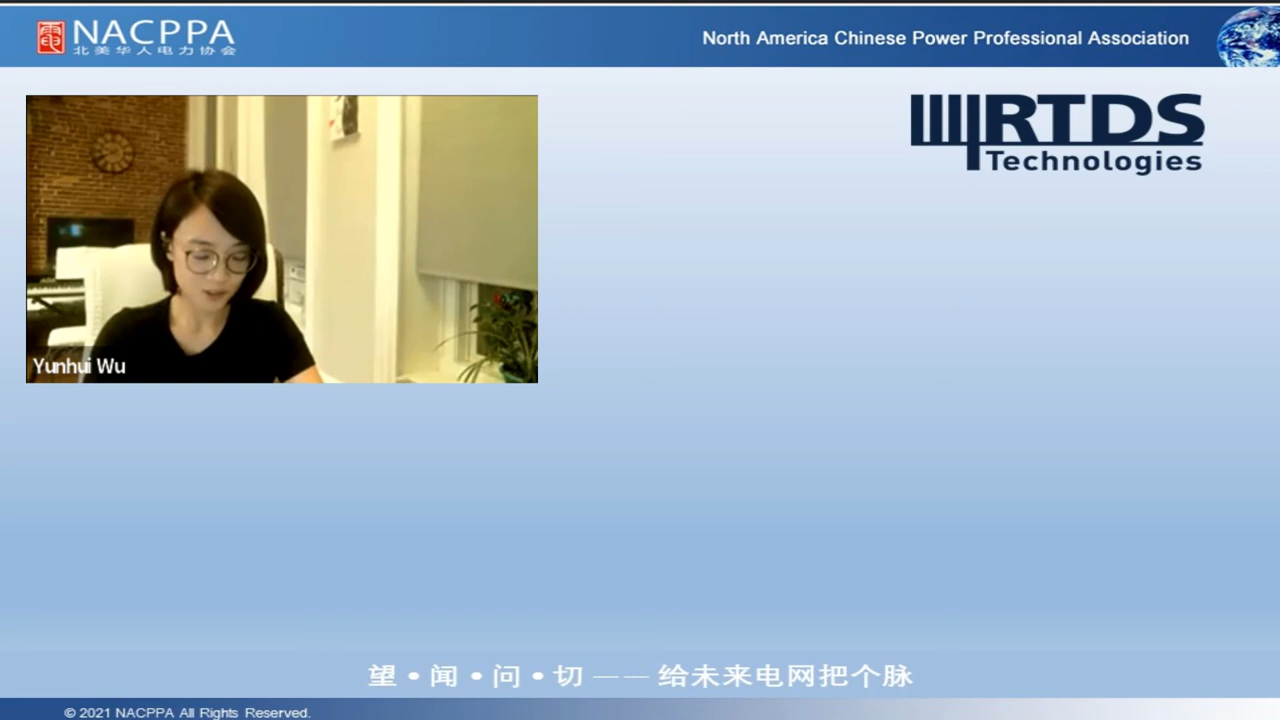 NACPPA
北美华人电力协会
North America Chinese Power Professional Association
RTDS
Technologies
Yunhui Wu
望•闻•问•切——给未来电网把个脉
© 2021 NACPPA All Rights Reserved.